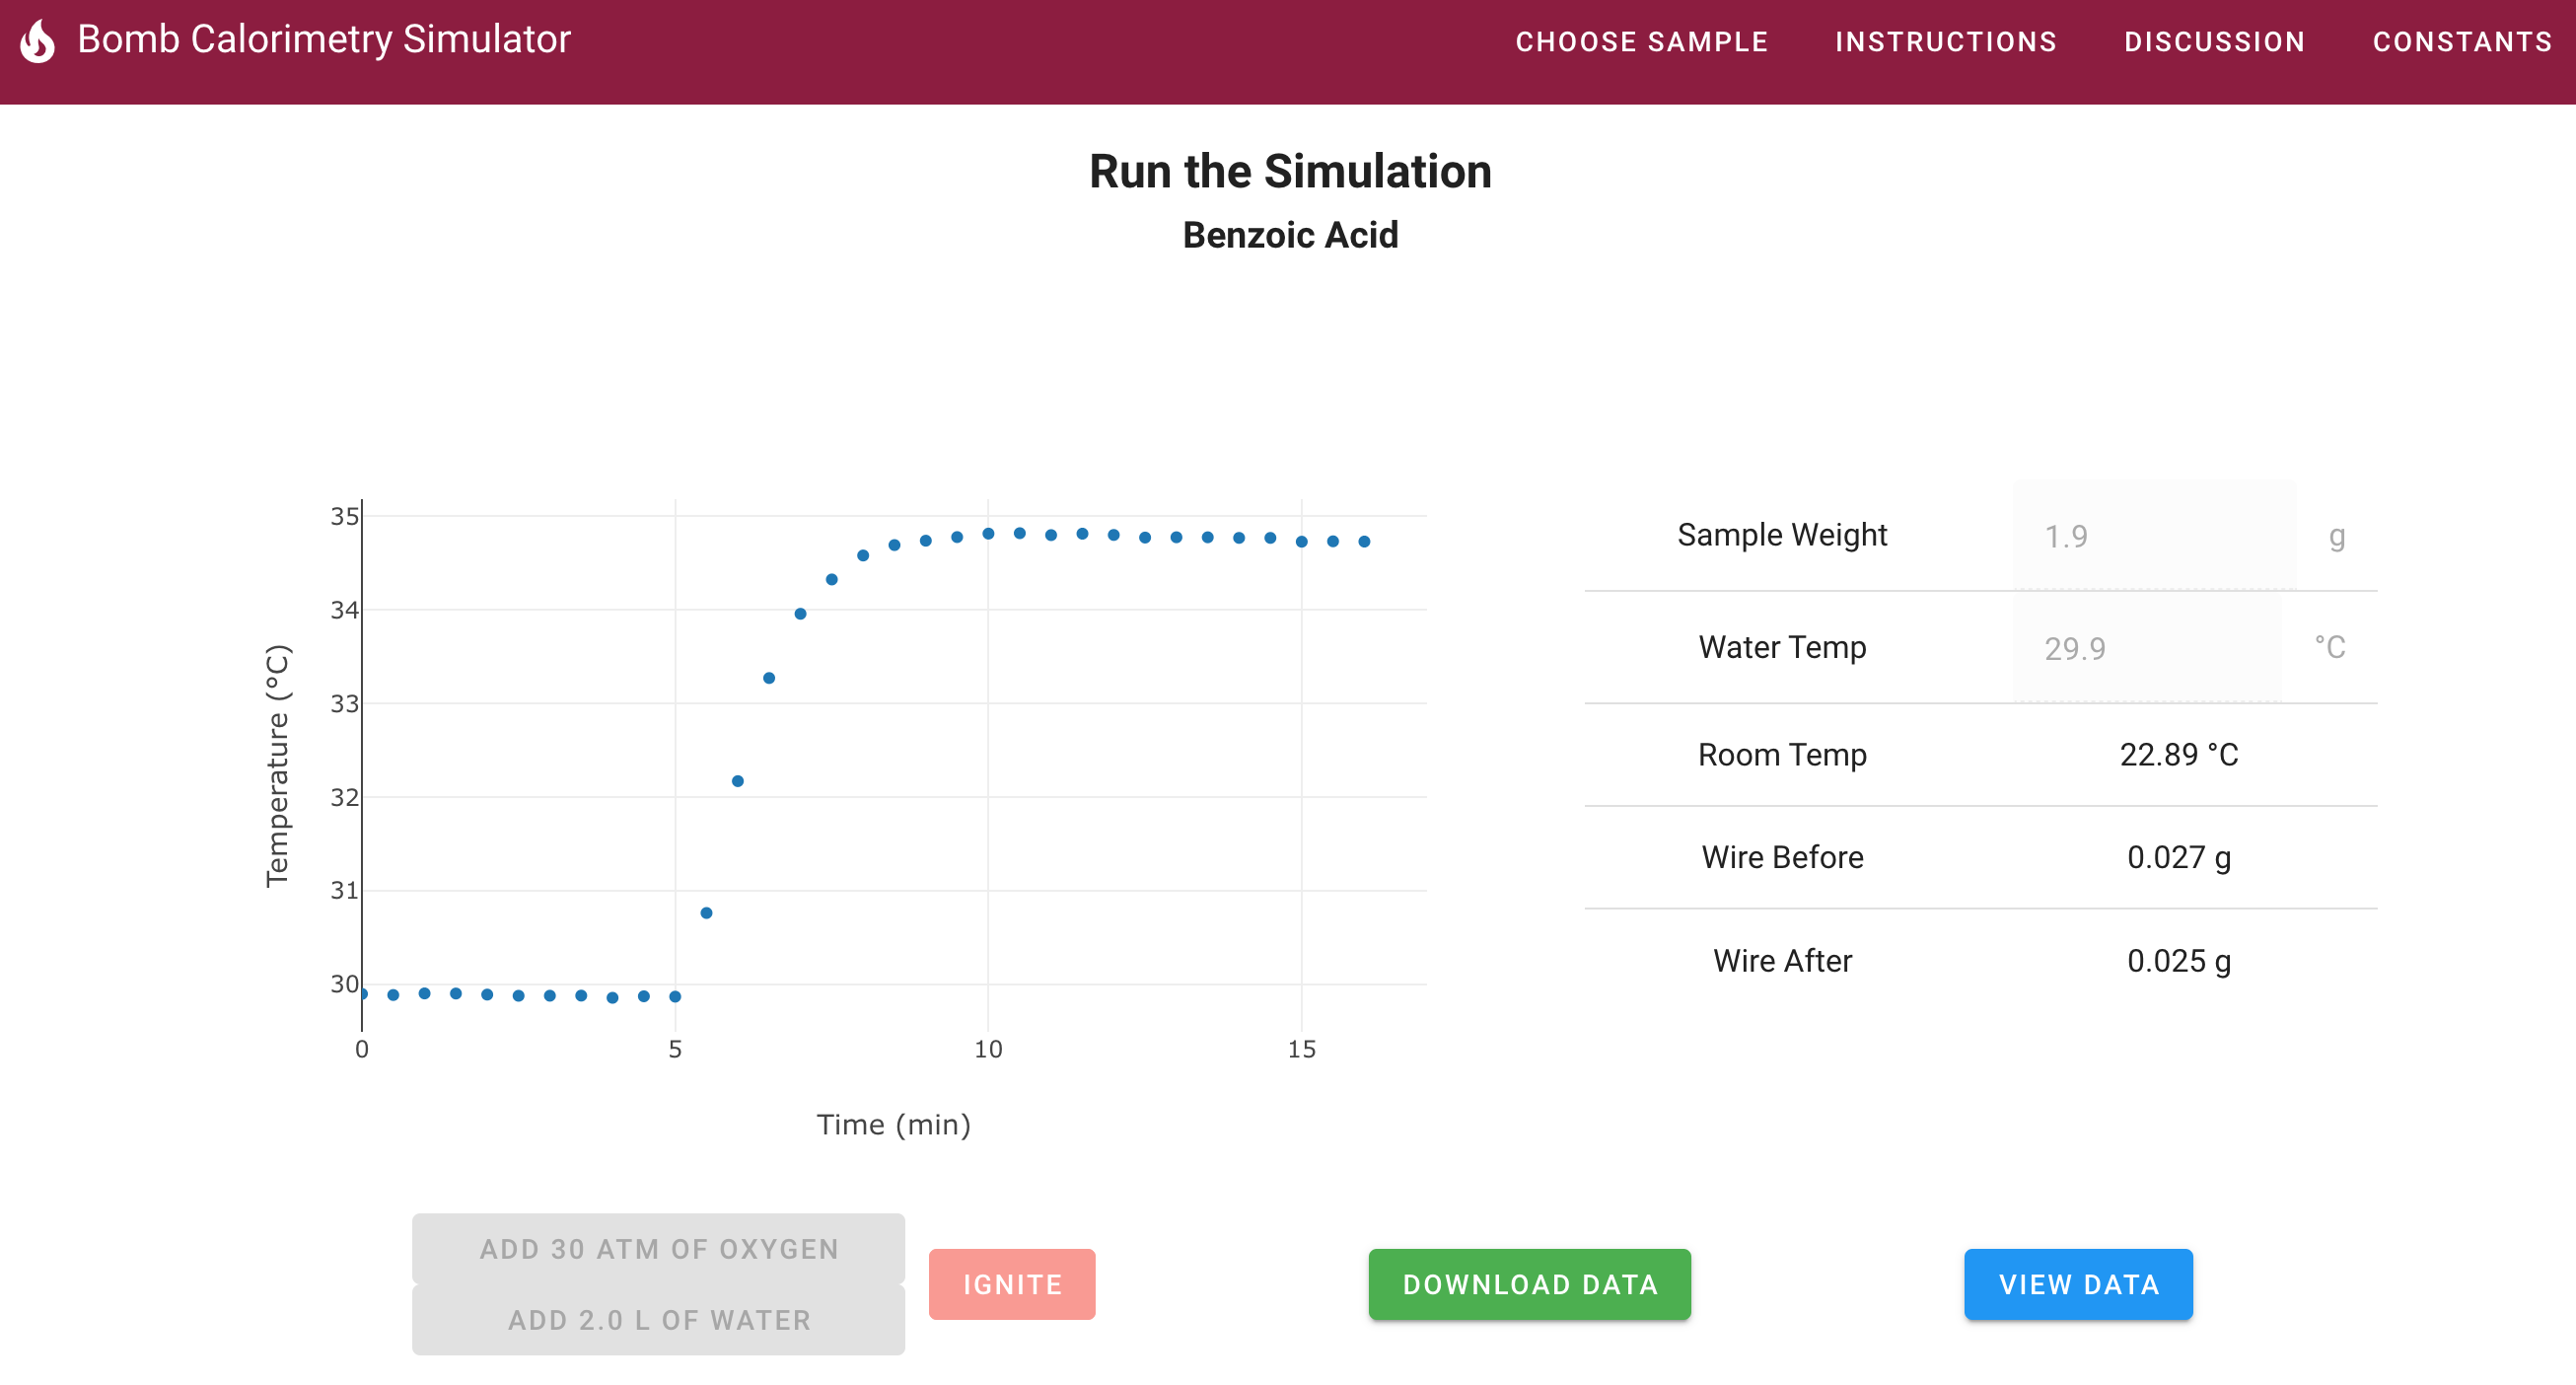 Bomb Calorimetry Simulator
CHOOSE SAMPLE
INSTRUCTIONS
DISCUSSION
CONSTANTS
Run the Simulation
Benzoic Acid
35
34
33
32
31
30
Temperature (°C)
0
5
10
15
Time (min)
Sample Weight 1.9 g
Water Temp 29.9 °C
Room Temp 22.89 °C
Wire Before 0.027 g
Wire After 0.025 g
ADD 30 ATM OF OXYGEN
ADD 2.0 L OF WATER
IGNITE
DOWNLOAD DATA
VIEW DATA